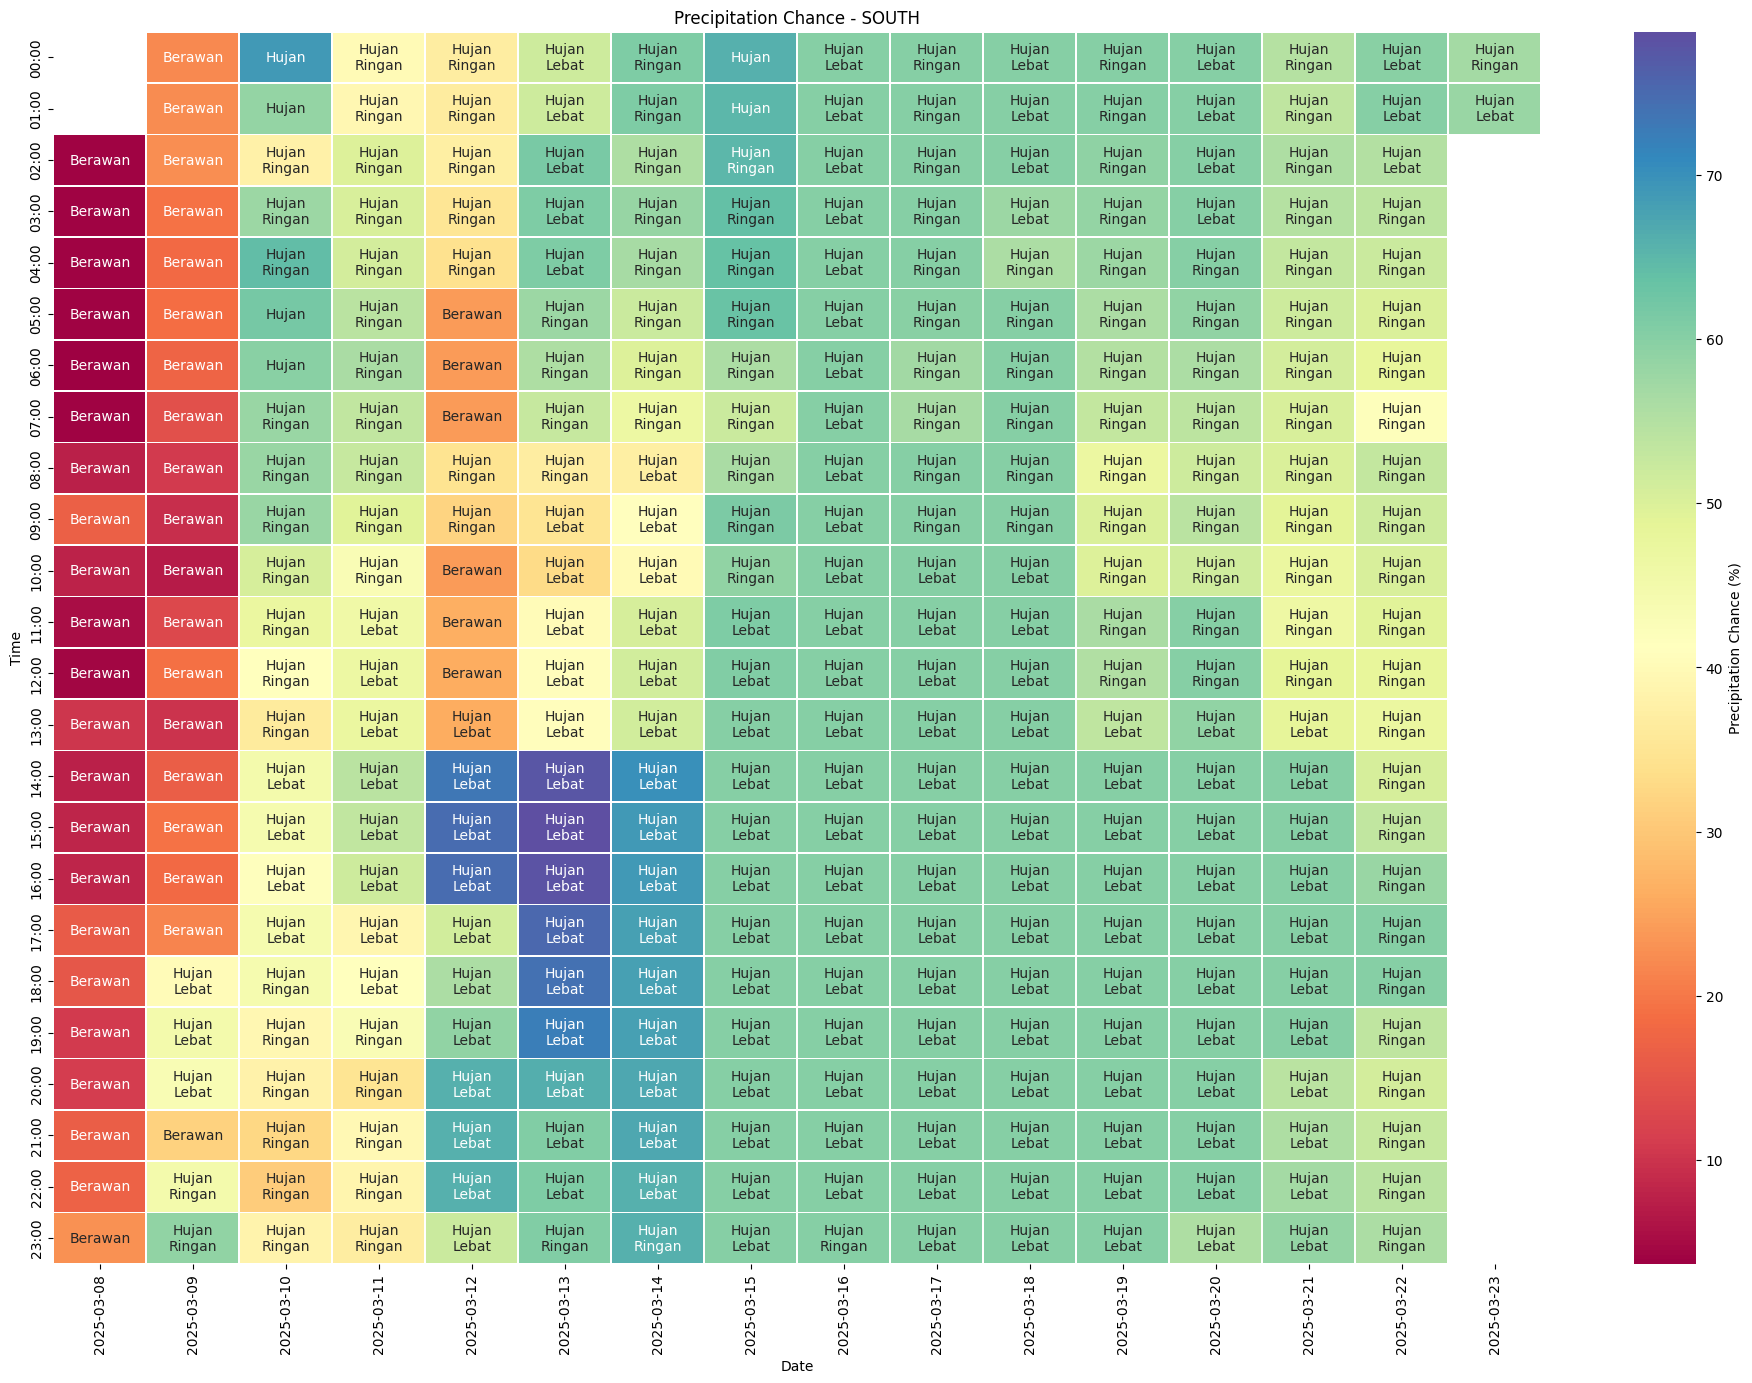 Precipitation Chance - SOUTH
00:00 Berawan Hujan Hujan Ringan Hujan Ringan Hujan Lebat Hujan Ringan Hujan Hujan Lebat Hujan Ringan Hujan Lebat Hujan Ringan Hujan Lebat Hujan Ringan Hujan Lebat Hujan Ringan
01:00 Berawan Hujan Hujan Ringan Hujan Ringan Hujan Lebat Hujan Ringan Hujan Hujan Lebat Hujan Ringan Hujan Lebat Hujan Ringan Hujan Lebat Hujan Ringan Hujan Lebat Hujan Lebat
02:00 Berawan Berawan Hujan Ringan Hujan Ringan Hujan Ringan Hujan Lebat Hujan Ringan Hujan Ringan Hujan Lebat Hujan Ringan Hujan Lebat Hujan Ringan Hujan Lebat Hujan Ringan Hujan Lebat
03:00 Berawan Berawan Hujan Ringan Hujan Ringan Hujan Ringan Hujan Lebat Hujan Ringan Hujan Ringan Hujan Lebat Hujan Ringan Hujan Lebat Hujan Ringan Hujan Lebat Hujan Ringan Hujan Ringan
04:00 Berawan Berawan Hujan Ringan Hujan Ringan Hujan Ringan Hujan Lebat Hujan Ringan Hujan Ringan Hujan Lebat Hujan Ringan Hujan Ringan Hujan Ringan Hujan Ringan Hujan Ringan Hujan Ringan
05:00 Berawan Berawan Hujan Hujan Ringan Berawan Hujan Ringan Hujan Ringan Hujan Ringan Hujan Lebat Hujan Ringan Hujan Ringan Hujan Ringan Hujan Ringan Hujan Ringan Hujan Ringan
06:00 Berawan Berawan Hujan Hujan Ringan Berawan Hujan Ringan Hujan Ringan Hujan Ringan Hujan Lebat Hujan Ringan Hujan Ringan Hujan Ringan Hujan Ringan Hujan Ringan Hujan Ringan
07:00 Berawan Berawan Hujan Ringan Hujan Ringan Berawan Hujan Ringan Hujan Ringan Hujan Ringan Hujan Lebat Hujan Ringan Hujan Ringan Hujan Ringan Hujan Ringan Hujan Ringan Hujan Ringan
08:00 Berawan Berawan Hujan Ringan Hujan Ringan Hujan Ringan Hujan Ringan Hujan Lebat Hujan Ringan Hujan Lebat Hujan Ringan Hujan Ringan Hujan Ringan Hujan Ringan Hujan Ringan Hujan Ringan
09:00 Berawan Berawan Hujan Ringan Hujan Ringan Hujan Ringan Hujan Lebat Hujan Lebat Hujan Ringan Hujan Lebat Hujan Ringan Hujan Ringan Hujan Ringan Hujan Ringan Hujan Ringan Hujan Ringan
10:00 Berawan Berawan Hujan Ringan Hujan Ringan Berawan Hujan Lebat Hujan Lebat Hujan Ringan Hujan Lebat Hujan Lebat Hujan Lebat Hujan Ringan Hujan Ringan Hujan Ringan Hujan Ringan
11:00 Berawan Berawan Hujan Ringan Hujan Lebat Berawan Hujan Lebat Hujan Lebat Hujan Lebat Hujan Lebat Hujan Lebat Hujan Lebat Hujan Ringan Hujan Ringan Hujan Ringan Hujan Ringan
12:00 Berawan Berawan Hujan Ringan Hujan Lebat Berawan Hujan Lebat Hujan Lebat Hujan Lebat Hujan Lebat Hujan Lebat Hujan Lebat Hujan Ringan Hujan Ringan Hujan Ringan Hujan Ringan
13:00 Berawan Berawan Hujan Ringan Hujan Lebat Hujan Lebat Hujan Lebat Hujan Lebat Hujan Lebat Hujan Lebat Hujan Lebat Hujan Lebat Hujan Lebat Hujan Lebat Hujan Lebat Hujan Ringan
14:00 Berawan Berawan Hujan Lebat Hujan Lebat Hujan Lebat Hujan Lebat Hujan Lebat Hujan Lebat Hujan Lebat Hujan Lebat Hujan Lebat Hujan Lebat Hujan Lebat Hujan Lebat Hujan Ringan
15:00 Berawan Berawan Hujan Lebat Hujan Lebat Hujan Lebat Hujan Lebat Hujan Lebat Hujan Lebat Hujan Lebat Hujan Lebat Hujan Lebat Hujan Lebat Hujan Lebat Hujan Lebat Hujan Ringan
16:00 Berawan Berawan Hujan Lebat Hujan Lebat Hujan Lebat Hujan Lebat Hujan Lebat Hujan Lebat Hujan Lebat Hujan Lebat Hujan Lebat Hujan Lebat Hujan Lebat Hujan Lebat Hujan Ringan
17:00 Berawan Berawan Hujan Lebat Hujan Lebat Hujan Lebat Hujan Lebat Hujan Lebat Hujan Lebat Hujan Lebat Hujan Lebat Hujan Lebat Hujan Lebat Hujan Lebat Hujan Lebat Hujan Ringan
18:00 Berawan Hujan Lebat Hujan Ringan Hujan Lebat Hujan Lebat Hujan Lebat Hujan Lebat Hujan Lebat Hujan Lebat Hujan Lebat Hujan Lebat Hujan Lebat Hujan Lebat Hujan Lebat Hujan Ringan
19:00 Berawan Hujan Lebat Hujan Ringan Hujan Ringan Hujan Lebat Hujan Lebat Hujan Lebat Hujan Lebat Hujan Lebat Hujan Lebat Hujan Lebat Hujan Lebat Hujan Lebat Hujan Lebat Hujan Ringan
20:00 Berawan Hujan Lebat Hujan Ringan Hujan Ringan Hujan Lebat Hujan Lebat Hujan Lebat Hujan Lebat Hujan Lebat Hujan Lebat Hujan Lebat Hujan Lebat Hujan Lebat Hujan Lebat Hujan Ringan
21:00 Berawan Berawan Hujan Ringan Hujan Ringan Hujan Lebat Hujan Lebat Hujan Lebat Hujan Lebat Hujan Lebat Hujan Lebat Hujan Lebat Hujan Lebat Hujan Lebat Hujan Lebat Hujan Ringan
22:00 Berawan Hujan Ringan Hujan Ringan Hujan Ringan Hujan Lebat Hujan Lebat Hujan Lebat Hujan Lebat Hujan Lebat Hujan Lebat Hujan Lebat Hujan Lebat Hujan Lebat Hujan Lebat Hujan Ringan
23:00 Berawan Hujan Ringan Hujan Ringan Hujan Ringan Hujan Lebat Hujan Ringan Hujan Ringan Hujan Lebat Hujan Ringan Hujan Lebat Hujan Lebat Hujan Lebat Hujan Lebat Hujan Lebat Hujan Ringan
Time
2025-03-08 2025-03-09 2025-03-10 2025-03-11 2025-03-12 2025-03-13 2025-03-14 2025-03-15 2025-03-16 2025-03-17 2025-03-18 2025-03-19 2025-03-20 2025-03-21 2025-03-22 2025-03-23
Date
70
60
50
40
30
20
10
Precipitation Chance (%)